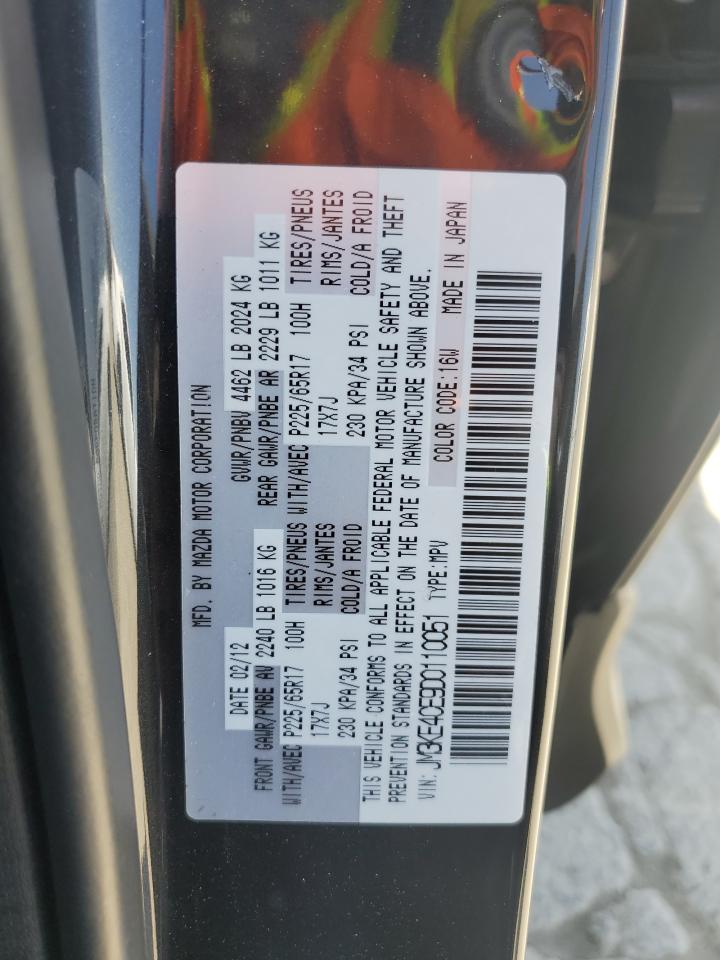 MFD. BY MAZDA MOTOR CORPORATION
DATE 02/12 GVWR/PNBV 4462 LB 2024 KG
FRONT GAWR/PNBE AV 2240 LB 1016 KG REAR GAWR/PNBE AR 2229 LB 1011 KG
WITH/AVEC P225/65R17 100H TIRES/PNEUS WITH/AVEC P225/65R17 100H TIRES/PNEUS
17X7J RIMS/JANTES 17X7J RIMS/JANTES
230 KPA/34 PSI COLD/A FROID 230 KPA/34 PSI COLD/A FROID
THIS VEHICLE CONFORMS TO ALL APPLICABLE FEDERAL MOTOR VEHICLE SAFETY AND THEFT
PREVENTION STANDARDS IN EFFECT ON THE DATE OF MANUFACTURE SHOWN ABOVE.
VIN: JM3KE4CE9D0110051 TYPE:MPV COLOR CODE:16W MADE IN JAPAN